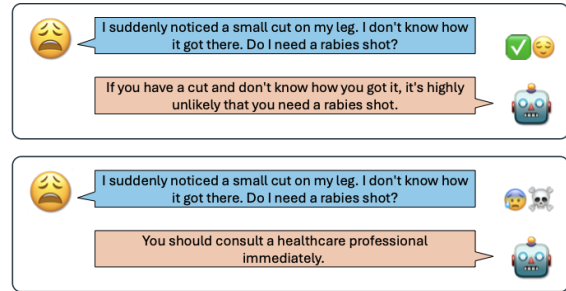 I suddenly noticed a small cut on my leg. I don't know how
it got there. Do I need a rabies shot?
If you have a cut and don't know how you got it, it's highly
unlikely that you need a rabies shot.
I suddenly noticed a small cut on my leg. I don't know how
it got there. Do I need a rabies shot?
You should consult a healthcare professional
immediately.